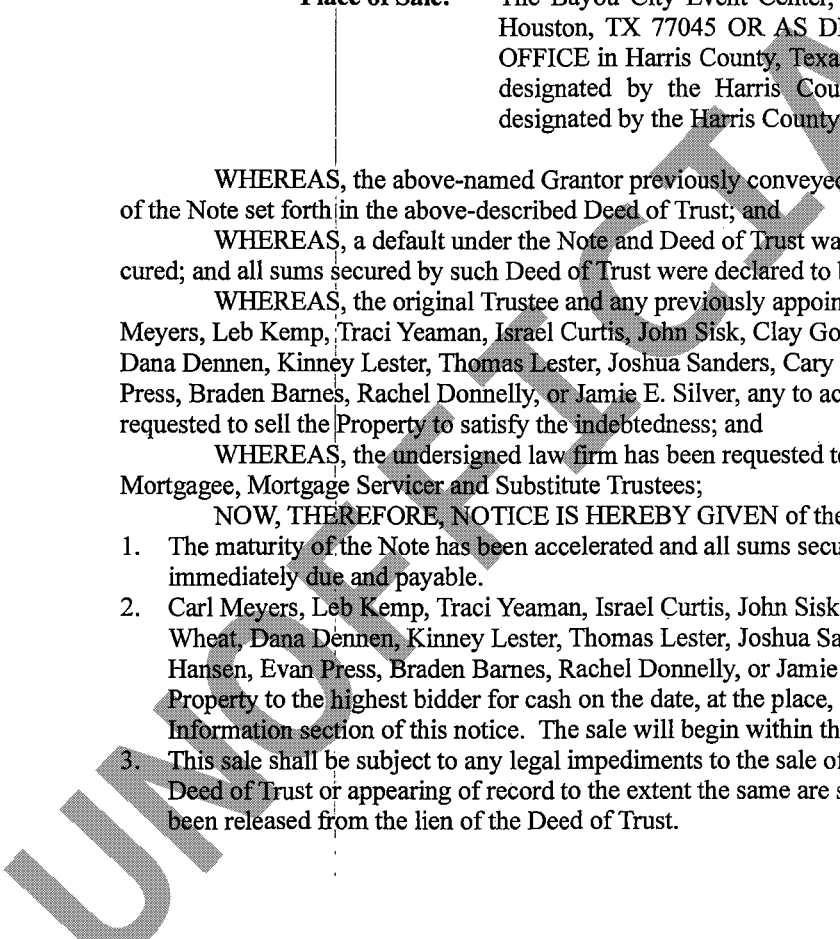 Place of Sale: The Bayou City Event Center,
Houston, TX 77045 OR AS D
OFFICE in Harris County, Texa
designated by the Harris Cou
designated by the Harris County
WHEREAS, the above-named Grantor previously conveyed
of the Note set forth in the above-described Deed of Trust; and
WHEREAS, a default under the Note and Deed of Trust wa
cured; and all sums secured by such Deed of Trust were declared to
WHEREAS, the original Trustee and any previously appoin
Meyers, Leb Kemp, Traci Yeaman, Israel Curtis, John Sisk, Clay Go
Dana Dennen, Kinney Lester, Thomas Lester, Joshua Sanders, Cary
Press, Braden Barnes, Rachel Donnelly, or Jamie E. Silver, any to ac
requested to sell the Property to satisfy the indebtedness; and
WHEREAS, the undersigned law firm has been requested to
Mortgagee, Mortgage Servicer and Substitute Trustees;
NOW, THEREFORE, NOTICE IS HEREBY GIVEN of the
1. The maturity of the Note has been accelerated and all sums secu
immediately due and payable.
2. Carl Meyers, Leb Kemp, Traci Yeaman, Israel Curtis, John Sisk
Wheat, Dana Dennen, Kinney Lester, Thomas Lester, Joshua Sa
Hansen, Evan Press, Braden Barnes, Rachel Donnelly, or Jamie
Property to the highest bidder for cash on the date, at the place,
Information section of this notice. The sale will begin within th
3. This sale shall be subject to any legal impediments to the sale of
Deed of Trust or appearing of record to the extent the same are s
been released from the lien of the Deed of Trust.
UNOFFICIA